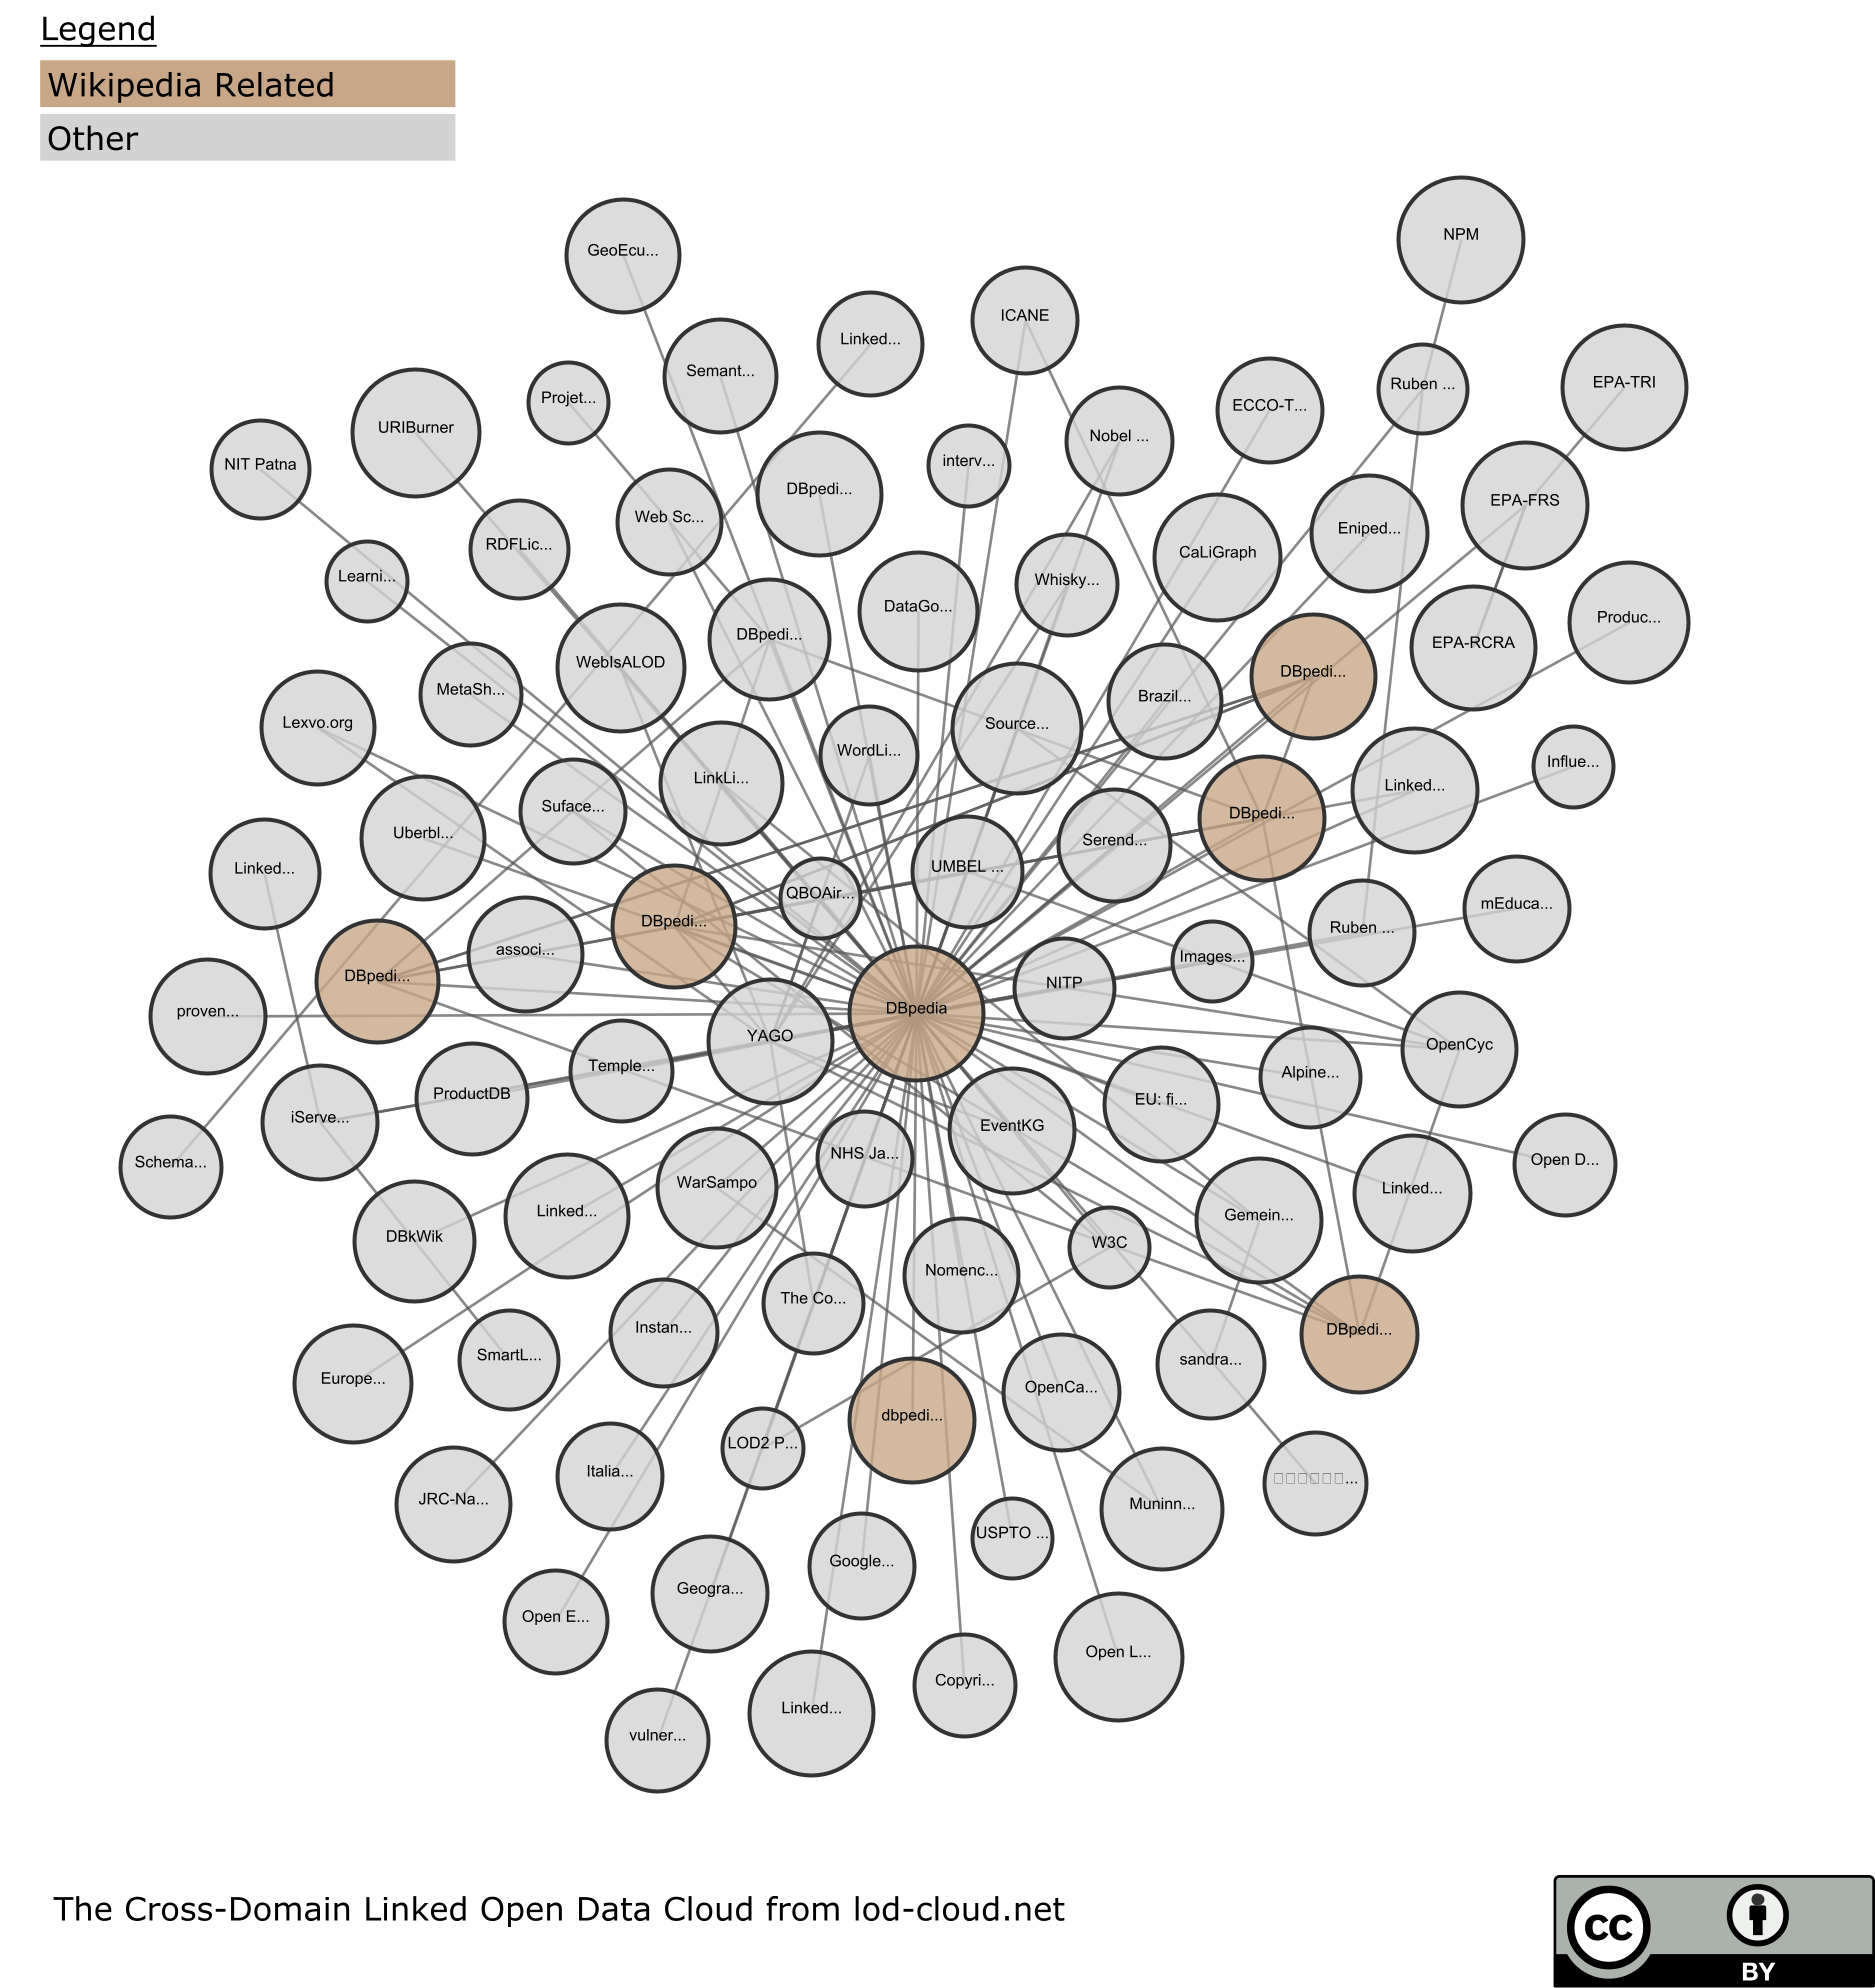 Legend
Wikipedia Related
Other
NPM
GeoEcu...
ICANE
Linked...
Semant...
EPA-TRI
Ruben ...
Projet...
ECCO-T...
URIBurner
Nobel ...
interv...
NIT Patna
DBpedi...
EPA-FRS
Web Sc...
Eniped...
RDFLic...
CaLiGraph
Learni...
Whisky...
DataGo...
Produc...
DBpedi...
EPA-RCRA
WebIsALOD
DBpedi...
MetaSh...
Brazil...
Lexvo.org
Source...
WordLi...
Influe...
LinkLi...
Linked...
Suface...
DBpedi...
Uberbl...
Serend...
Linked...
UMBEL ...
QBOAir...
mEduca...
DBpedi...
Ruben ...
associ...
Images...
DBpedi...
NITP
proven...
DBpedia
YAGO
OpenCyc
Temple...
Alpine...
ProductDB
EU: fi...
iServe...
EventKG
NHS Ja...
Schema...
Open D...
WarSampo
Linked...
Linked...
Gemein...
DBkWik
W3C
Nomenc...
The Co...
Instan...
DBpedi...
SmartL...
sandra...
Europe...
OpenCa...
dbpedi...
LOD2 P...
Italia...
□□□□□□...
JRC-Na...
Muninn...
USPTO ...
Google...
Geogra...
Open E...
Open L...
Copyri...
Linked...
vulner...
The Cross-Domain Linked Open Data Cloud from lod-cloud.net
cc
BY